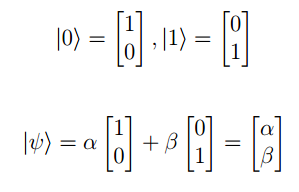 |0⟩ = [1 0], |1⟩ = [0 1]
|ψ⟩ = α [1 0] + β [0 1] = [α β]